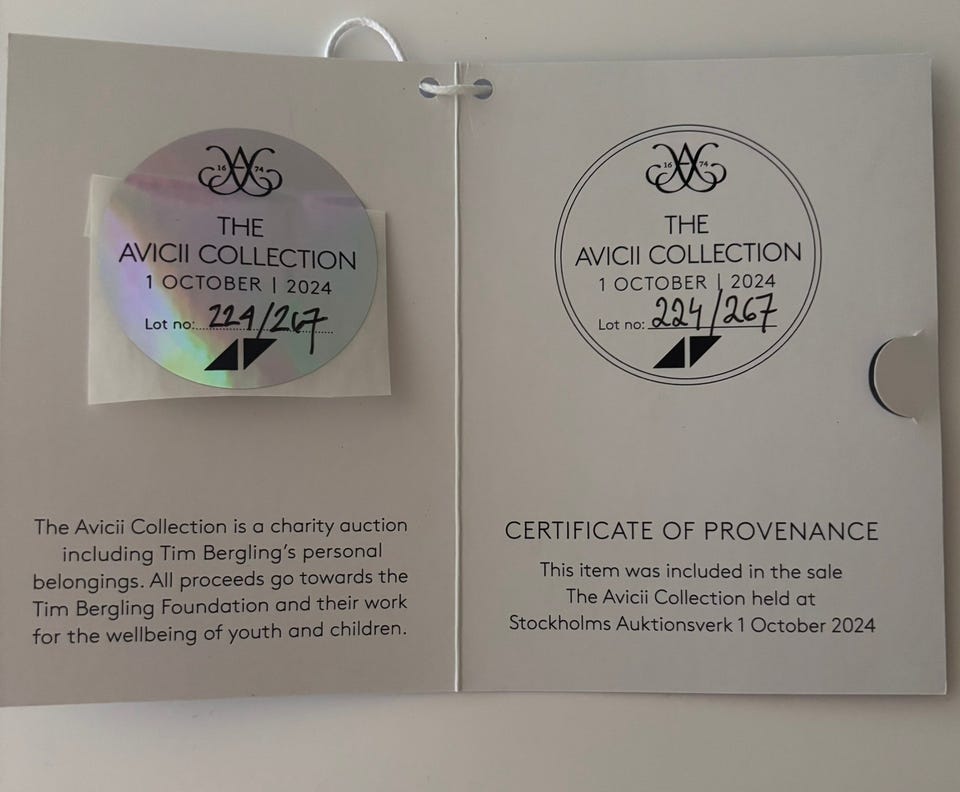 16 74
THE
AVICII COLLECTION
1 OCTOBER | 2024
Lot no: 224/267
The Avicii Collection is a charity auction
including Tim Bergling's personal
belongings. All proceeds go towards the
Tim Bergling Foundation and their work
for the wellbeing of youth and children.
16 74
THE
AVICII COLLECTION
1 OCTOBER | 2024
Lot no: 224/267
CERTIFICATE OF PROVENANCE
This item was included in the sale
The Avicii Collection held at
Stockholms Auktionsverk 1 October 2024